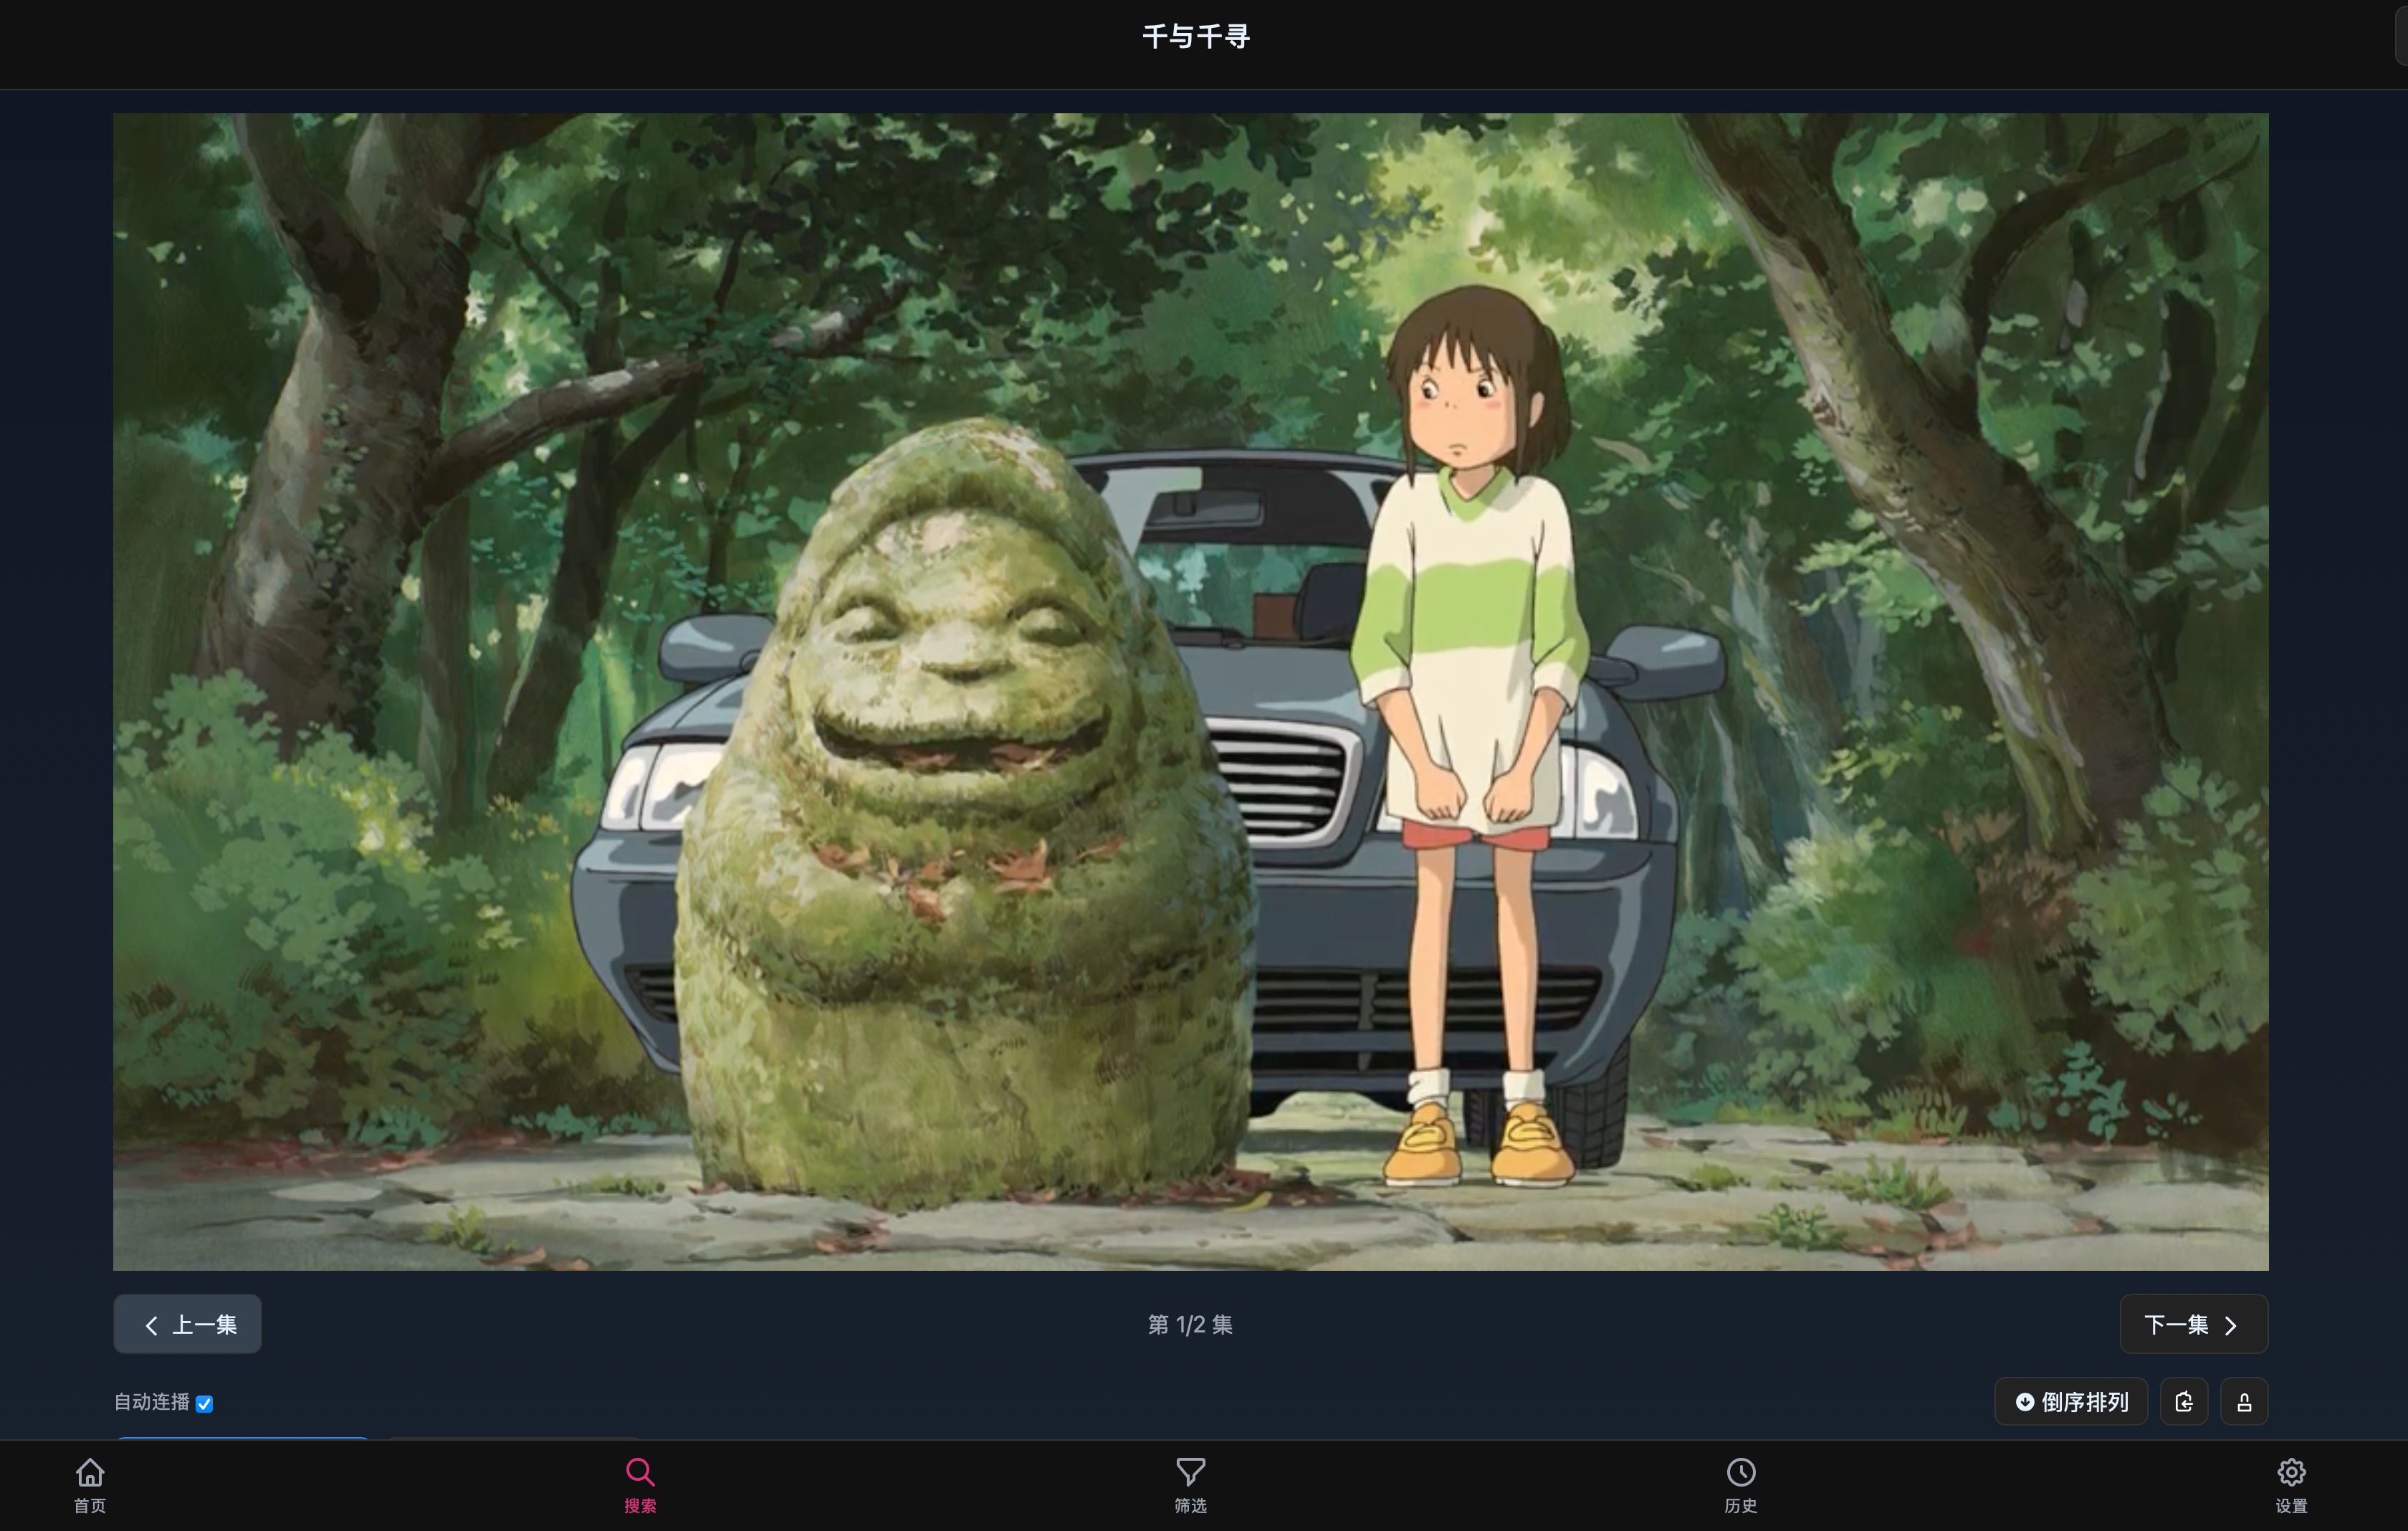 千与千寻
上一集
第 1/2 集
下一集
自动连播
倒序排列
首页
搜索
筛选
历史
设置